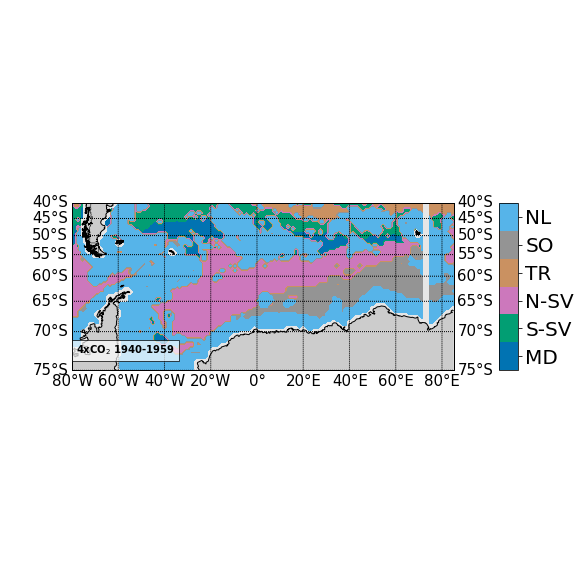 40°S 40°S
45°S 45°S
50°S 50°S
55°S 55°S
60°S 60°S
65°S 65°S
70°S 70°S
75°S 75°S
4xCO₂ 1940-1959
80°W 60°W 40°W 20°W 0° 20°E 40°E 60°E 80°E
NL
SO
TR
N-SV
S-SV
MD